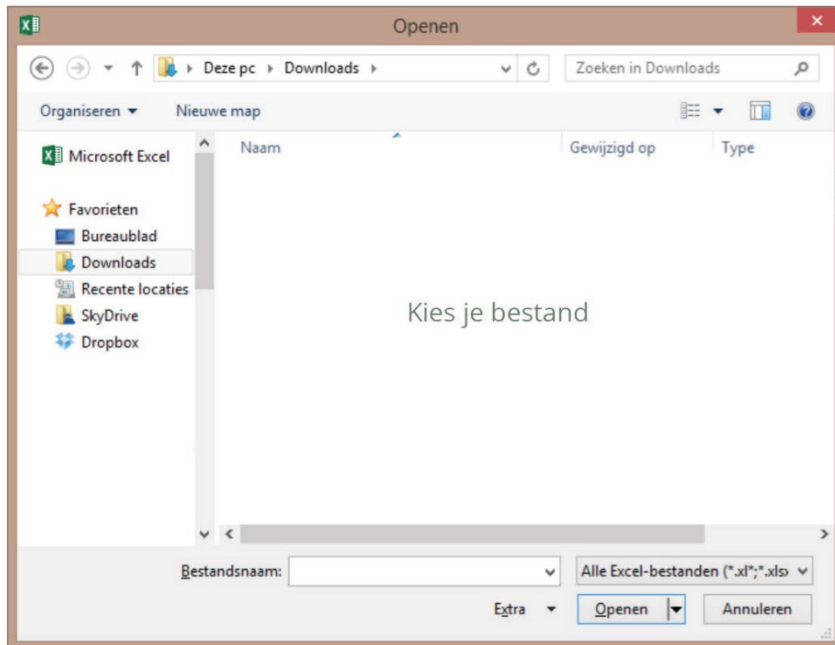 Openen
Deze pc Downloads
Zoeken in Downloads
Organiseren Nieuwe map
Microsoft Excel
Favorieten
Bureaublad
Downloads
Recente locaties
SkyDrive
Dropbox
Naam Gewijzigd op Type
Kies je bestand
Bestandsnaam:
Alle Excel-bestanden (*.xl*;*.xls
Extra Openen Annuleren